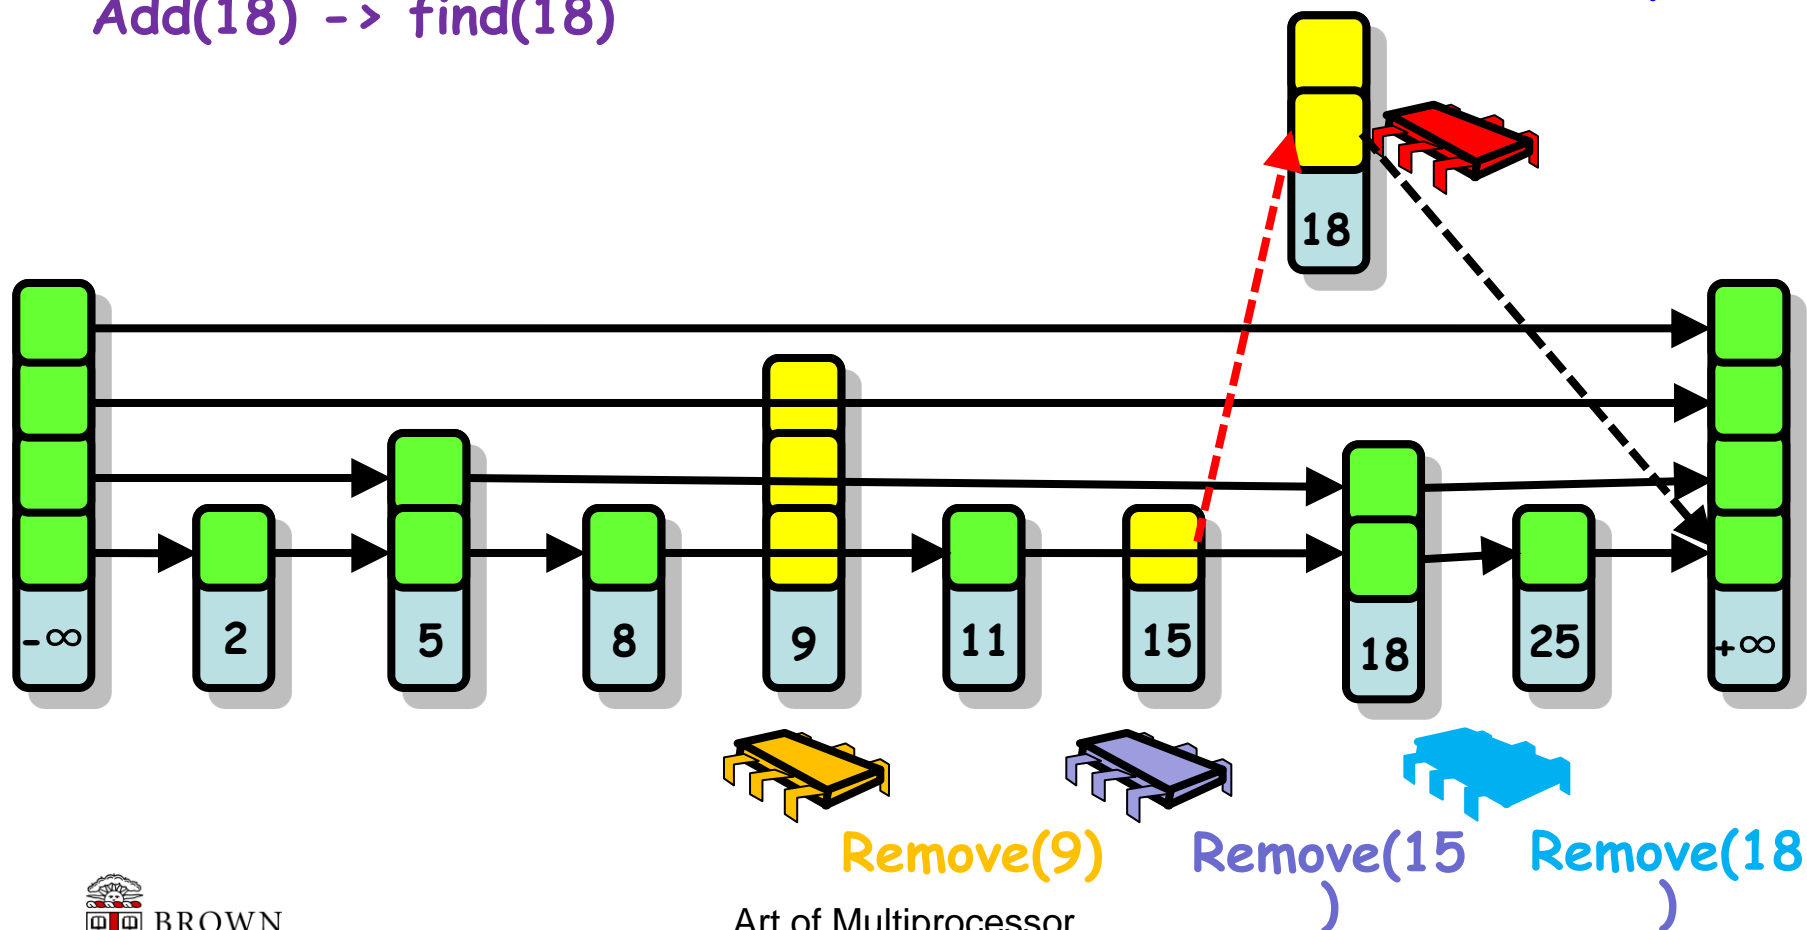 Add(18) -> find(18)
18
-∞ 2 5 8 9 11 15 18 25 +∞
Remove(9) Remove(15 Remove(18
) )
BROWN Art of Multiprocessor